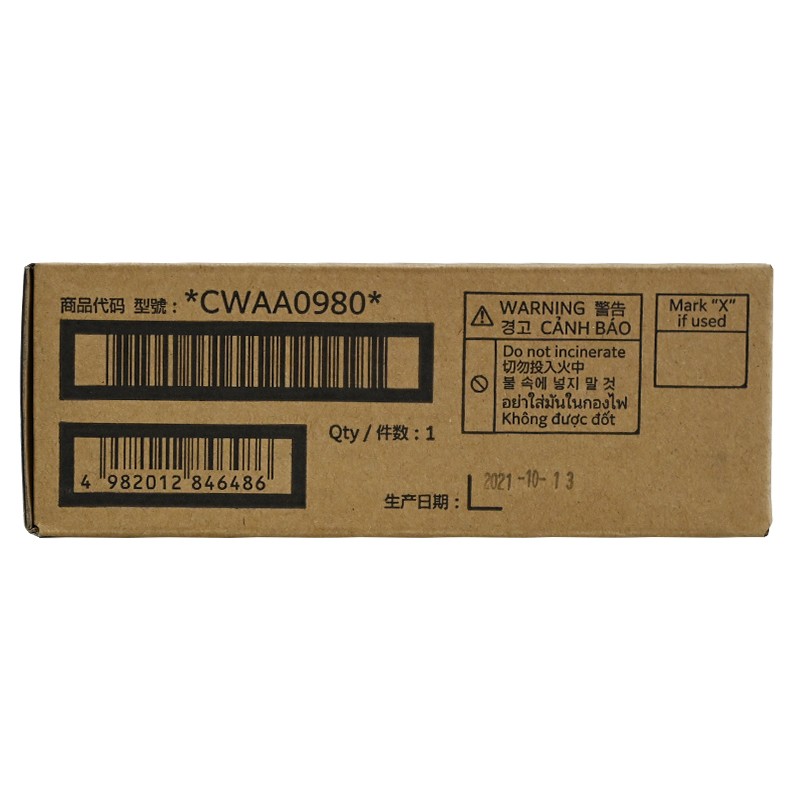 商品代码 型號：*CWAA0980*
Qty / 件数：1
4 982012 846486
生产日期：2021-10-13
WARNING 警告
경고 CẢNH BÁO
Do not incinerate
切勿投入火中
불 속에 넣지 말 것
อย่าใส่มันในกองไฟ
Không được đốt
Mark "X"
if used